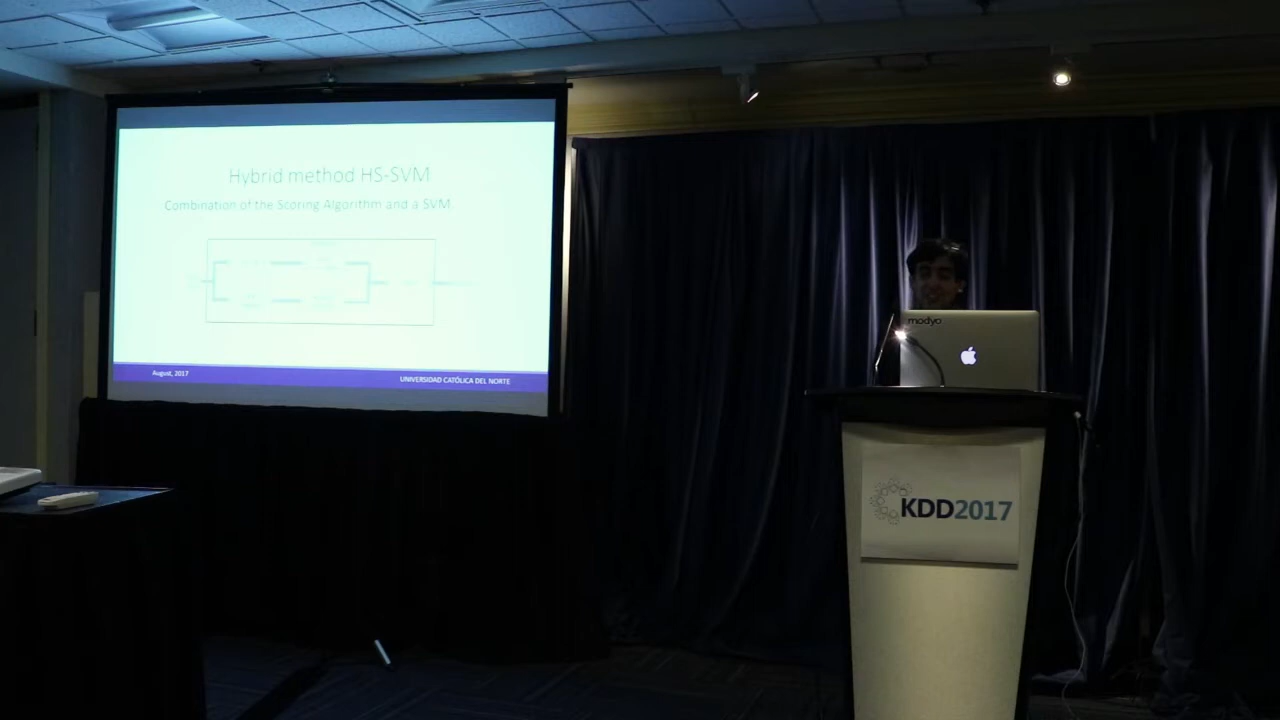 Hybrid method HS-SVM
Combination of the Scoring Algorithm and a SVM
August, 2017
UNIVERSIDAD CATÓLICA DEL NORTE
modyo
KDD2017